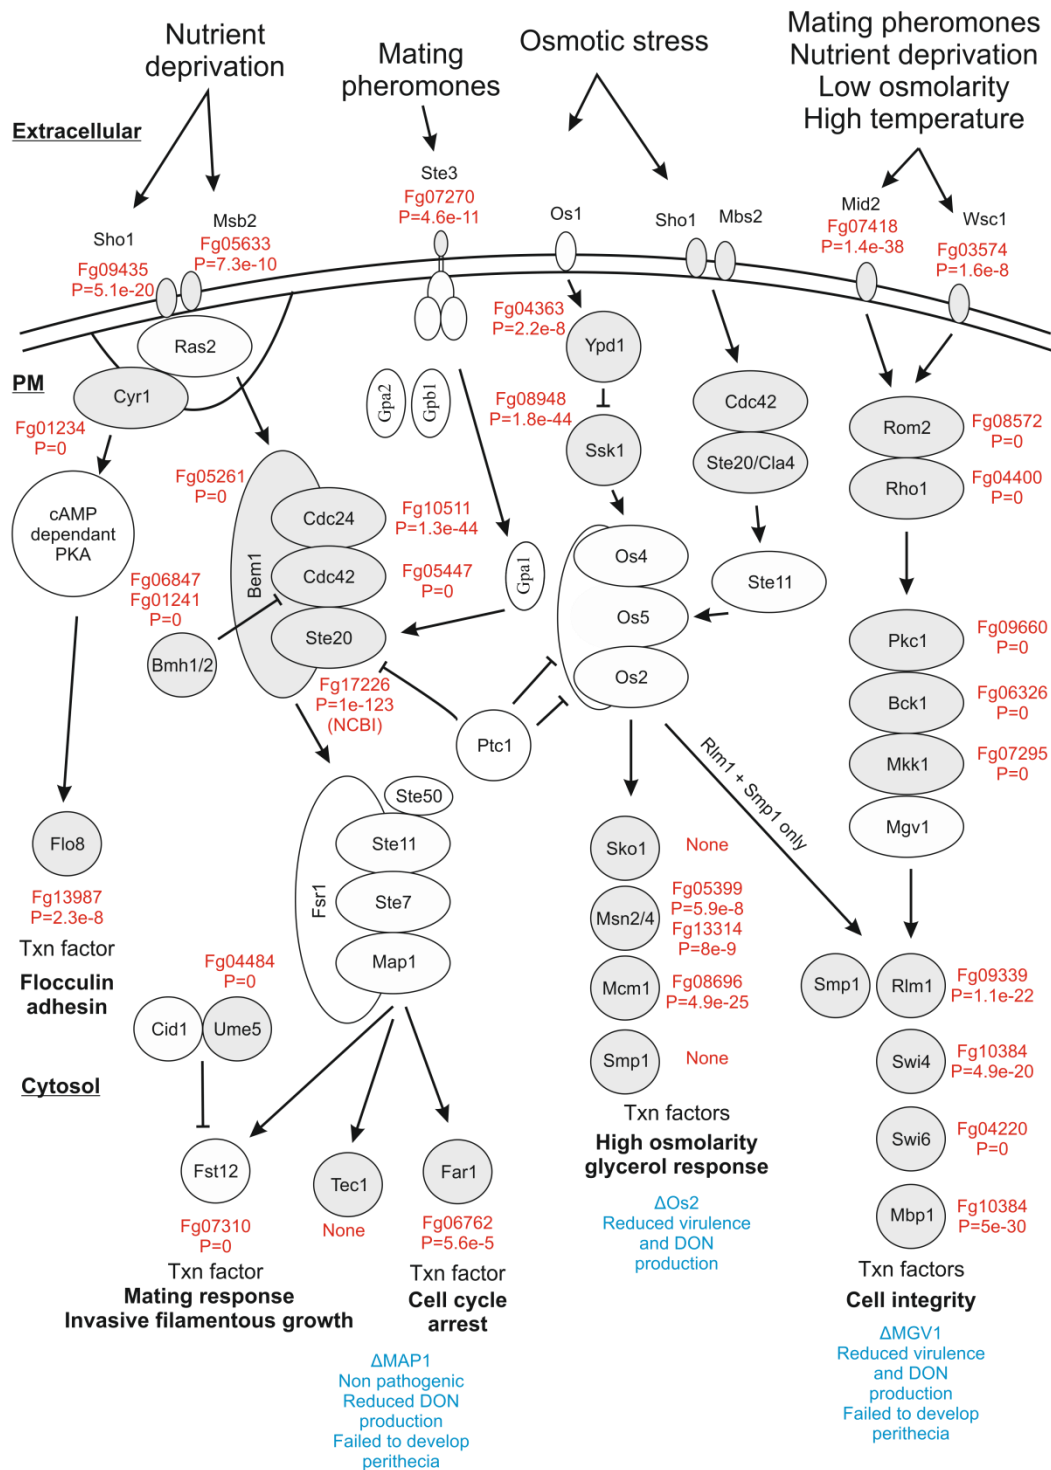 Nutrient
deprivation
Mating
pheromones
Osmotic stress
Mating pheromones
Nutrient deprivation
Low osmolarity
High temperature
Extracellular
Sho1
Fg09435
P=5.1e-20
Msb2
Fg05633
P=7.3e-10
Ste3
Fg07270
P=4.6e-11
Os1
Sho1
Mbs2
Mid2
Fg07418
P=1.4e-38
Wsc1
Fg03574
P=1.6e-8
PM
Ras2
Cyr1
Fg01234
P=0
cAMP
dependant
PKA
Gpa2
Gpb1
Fg04363
P=2.2e-8
Ypd1
Fg08948
P=1.8e-44
Ssk1
Cdc42
Ste20/Cla4
Ste11
Rom2
Fg08572
P=0
Rho1
Fg04400
P=0
Fg05261
P=0
Bem1
Cdc24
Fg10511
P=1.3e-44
Cdc42
Fg05447
P=0
Ste20
Fg17226
P=1e-123
(NCBI)
Fg06847
Fg01241
P=0
Bmh1/2
Gpa1
Os4
Os5
Os2
Ptc1
Pkc1
Fg09660
P=0
Bck1
Fg06326
P=0
Mkk1
Fg07295
P=0
Mgv1
Rlm1 + Smp1 only
Flo8
Fg13987
P=2.3e-8
Txn factor
Flocculin
adhesin
Fsr1
Ste50
Ste11
Ste7
Map1
Fg04484
P=0
Cid1
Ume5
Cytosol
Sko1
None
Msn2/4
Fg05399
P=5.9e-8
Fg13314
P=8e-9
Mcm1
Fg08696
P=4.9e-25
Smp1
None
Txn factors
High osmolarity
glycerol response
ΔOs2
Reduced virulence
and DON
production
Smp1
Rlm1
Fg09339
P=1.1e-22
Swi4
Fg10384
P=4.9e-20
Swi6
Fg04220
P=0
Mbp1
Fg10384
P=5e-30
Txn factors
Cell integrity
ΔMGV1
Reduced virulence
and DON
production
Failed to develop
perithecia
Fst12
Fg07310
P=0
Txn factor
Mating response
Invasive filamentous growth
Tec1
None
Far1
Fg06762
P=5.6e-5
Txn factor
Cell cycle
arrest
ΔMAP1
Non pathogenic
Reduced DON
production
Failed to develop
perithecia